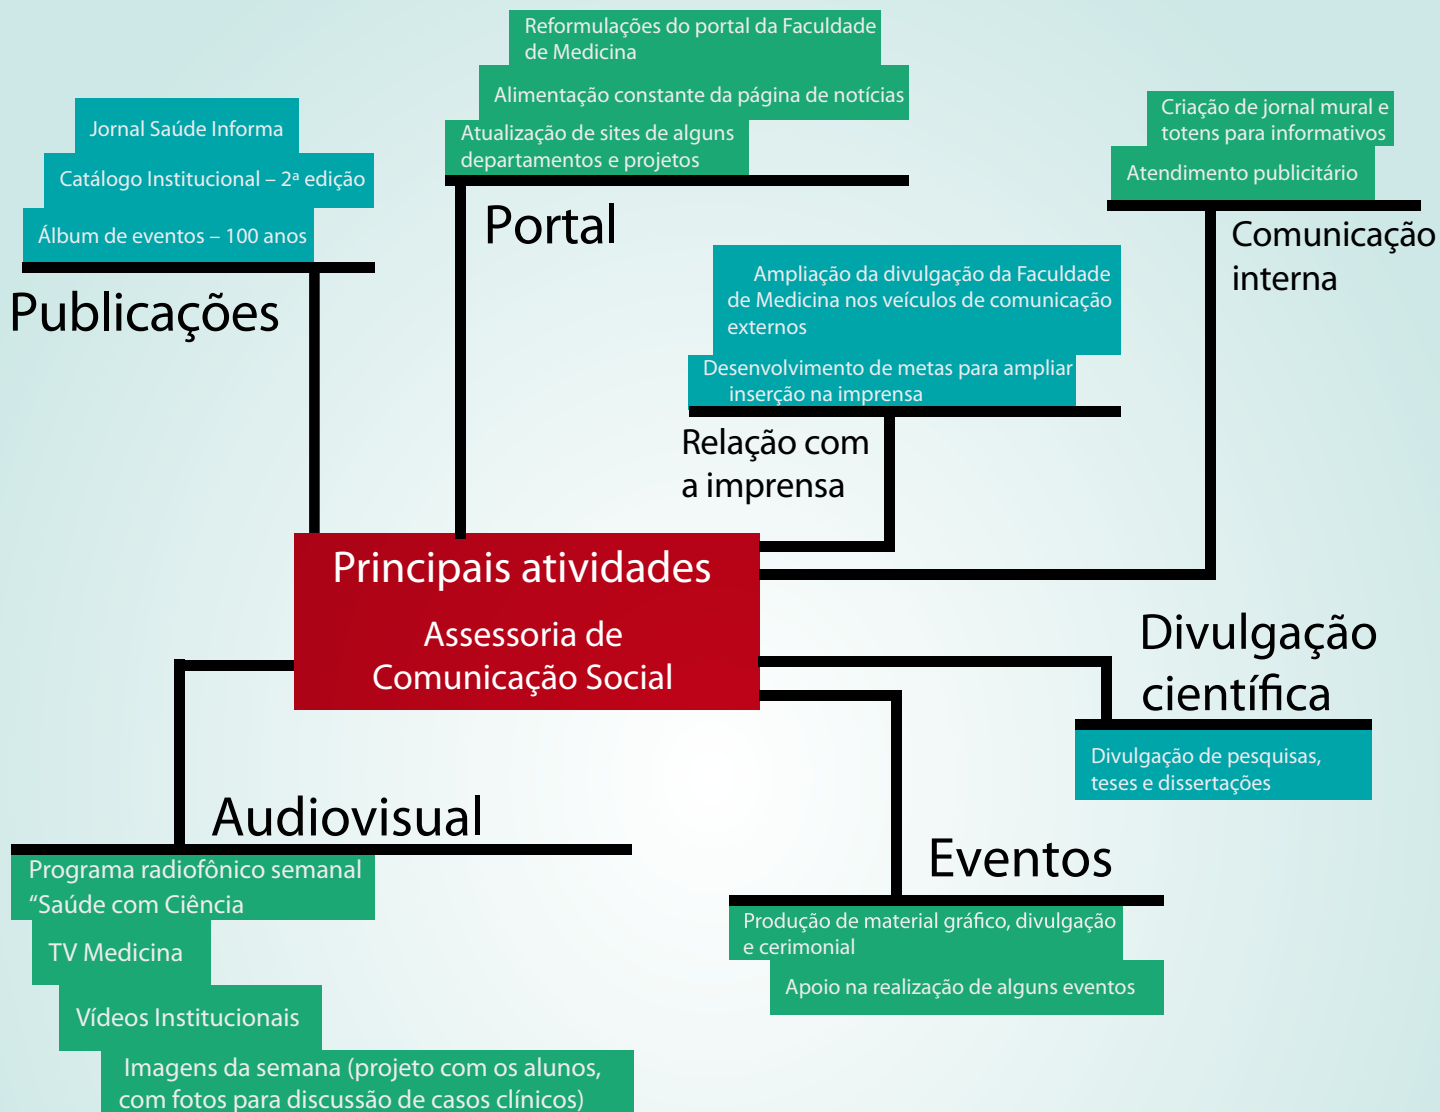 Reformulações do portal da Faculdade
de Medicina
Alimentação constante da página de notícias
Atualização de sites de alguns
departamentos e projetos
Portal
Jornal Saúde Informa
Catálogo Institucional – 2ª edição
Álbum de eventos – 100 anos
Publicações
Criação de jornal mural e
totens para informativos
Atendimento publicitário
Comunicação
interna
Ampliação da divulgação da Faculdade
de Medicina nos veículos de comunicação
externos
Desenvolvimento de metas para ampliar
inserção na imprensa
Relação com
a imprensa
Principais atividades
Assessoria de
Comunicação Social
Divulgação
científica
Divulgação de pesquisas,
teses e dissertações
Audiovisual
Programa radiofônico semanal
“Saúde com Ciência
TV Medicina
Vídeos Institucionais
Imagens da semana (projeto com os alunos,
com fotos para discussão de casos clínicos)
Eventos
Produção de material gráfico, divulgação
e cerimonial
Apoio na realização de alguns eventos